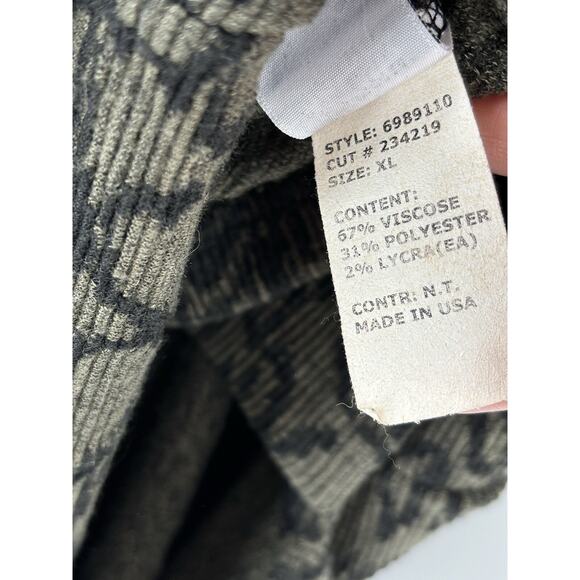 STYLE: 6989110
CUT # 234219
SIZE: XL
CONTENT:
67% VISCOSE
31% POLYESTER
2% LYCRA(EA)
CONTR: N.T.
MADE IN USA